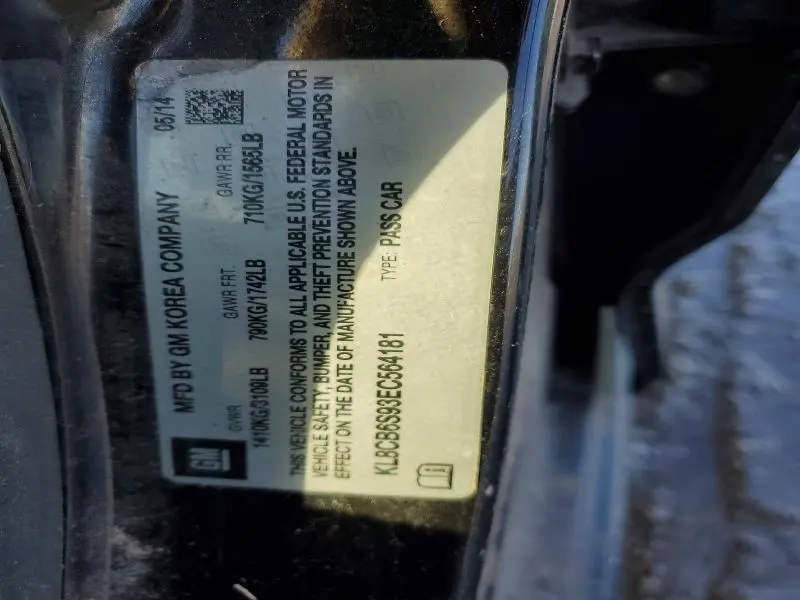 GM MFD BY GM KOREA COMPANY 05/14
GVWR GAWR FRT. GAWR RR.
1410KG/3109LB 790KG/1742LB 710KG/1565LB
THIS VEHICLE CONFORMS TO ALL APPLICABLE U.S. FEDERAL MOTOR
VEHICLE SAFETY, BUMPER, AND THEFT PREVENTION STANDARDS IN
EFFECT ON THE DATE OF MANUFACTURE SHOWN ABOVE.
KL8CB6S93EC564181 TYPE: PASS CAR